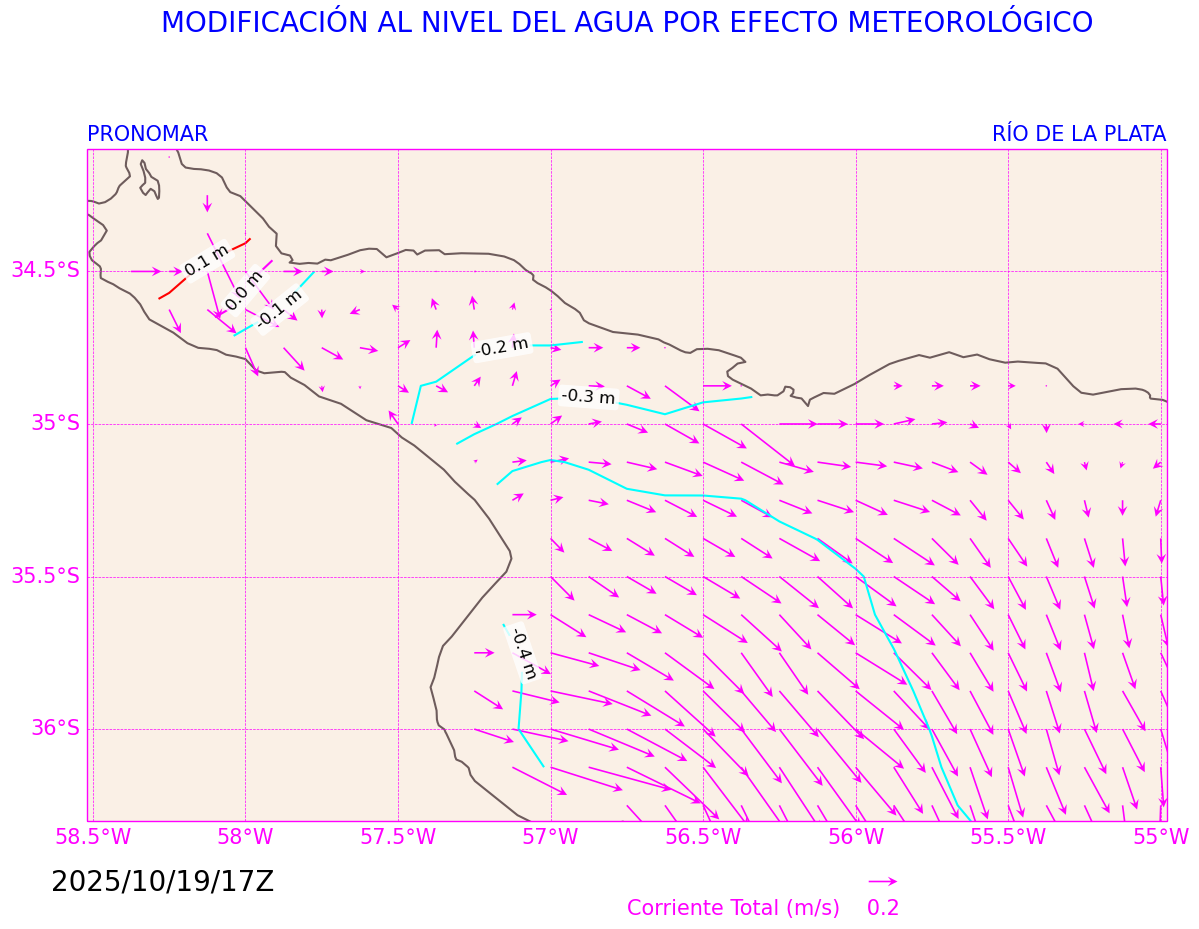 MODIFICACIÓN AL NIVEL DEL AGUA POR EFECTO METEOROLÓGICO
PRONOMAR
RÍO DE LA PLATA
0.1 m
0.0 m
-0.1 m
-0.2 m
-0.3 m
-0.4 m
34.5°S
35°S
35.5°S
36°S
58.5°W
58°W
57.5°W
57°W
56.5°W
56°W
55.5°W
55°W
2025/10/19/17Z
Corriente Total (m/s)
0.2